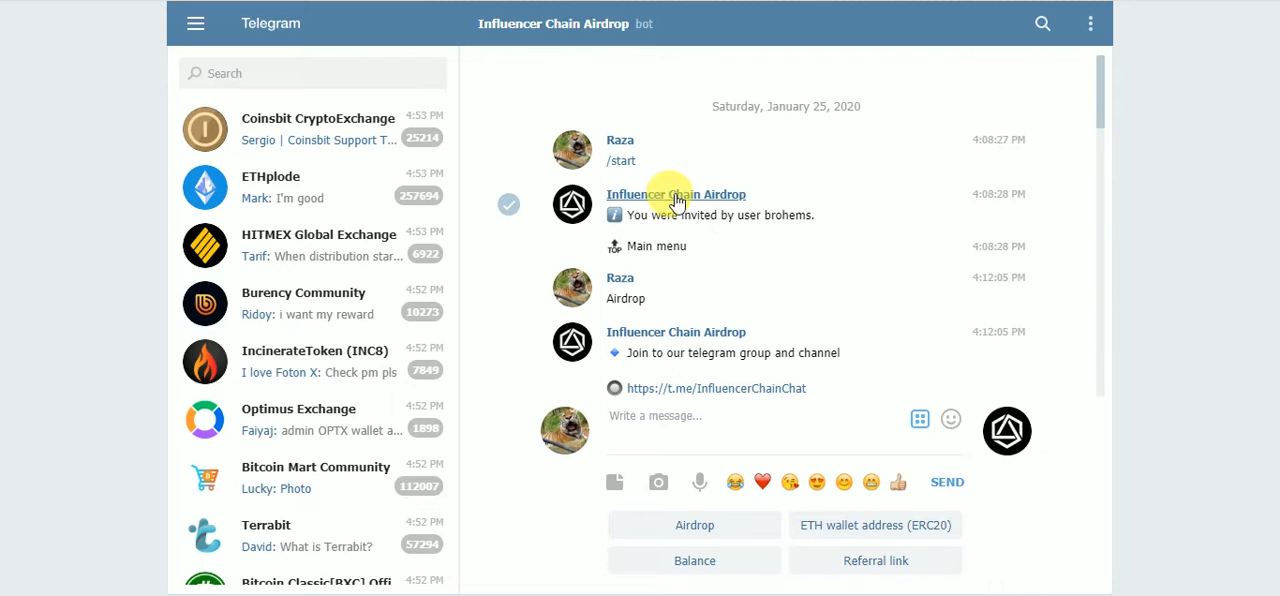 Telegram
Influencer Chain Airdrop bot
Search
Coinsbit CryptoExchange 4:53 PM
Sergio | Coinsbit Support T... 25214
ETHplode 4:53 PM
Mark: I'm good 257694
HITMEX Global Exchange 4:53 PM
Tarif: When distribution star... 6922
Burency Community 4:52 PM
Ridoy: i want my reward 10273
IncinerateToken (INC8) 4:52 PM
I love Foton X: Check pm pls 7849
Optimus Exchange 4:52 PM
Faiyaj: admin OPTX wallet a... 1898
Bitcoin Mart Community 4:52 PM
Lucky: Photo 112007
Terrabit 4:52 PM
David: What is Terrabit? 57294
Bitcoin Classic[BXC] Offi 4:52 PM
Saturday, January 25, 2020
Raza 4:08:27 PM
/start
Influencer Chain Airdrop 4:08:28 PM
You were invited by user brohems.
TOP Main menu 4:08:28 PM
Raza 4:12:05 PM
Airdrop
Influencer Chain Airdrop 4:12:05 PM
Join to our telegram group and channel
https://t.me/InfluencerChainChat
Write a message...
SEND
Airdrop
ETH wallet address (ERC20)
Balance
Referral link